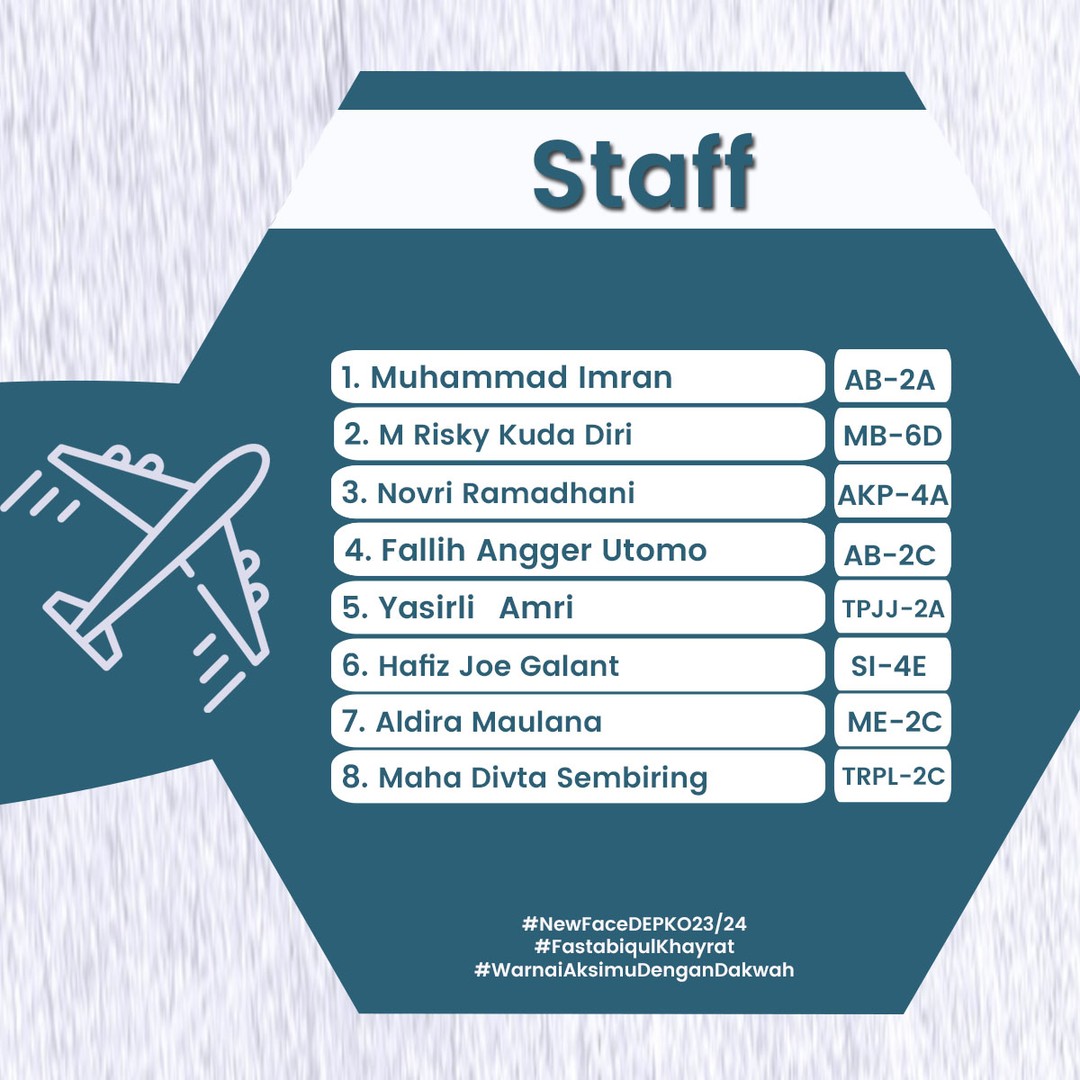 Staff
1. Muhammad Imran AB-2A
2. M Risky Kuda Diri MB-6D
3. Novri Ramadhani AKP-4A
4. Fallih Angger Utomo AB-2C
5. Yasirli Amri TPJJ-2A
6. Hafiz Joe Galant SI-4E
7. Aldira Maulana ME-2C
8. Maha Divta Sembiring TRPL-2C
#NewFaceDEPKO23/24
#FastabiqulKhayrat
#WarnaiAksimuDenganDakwah